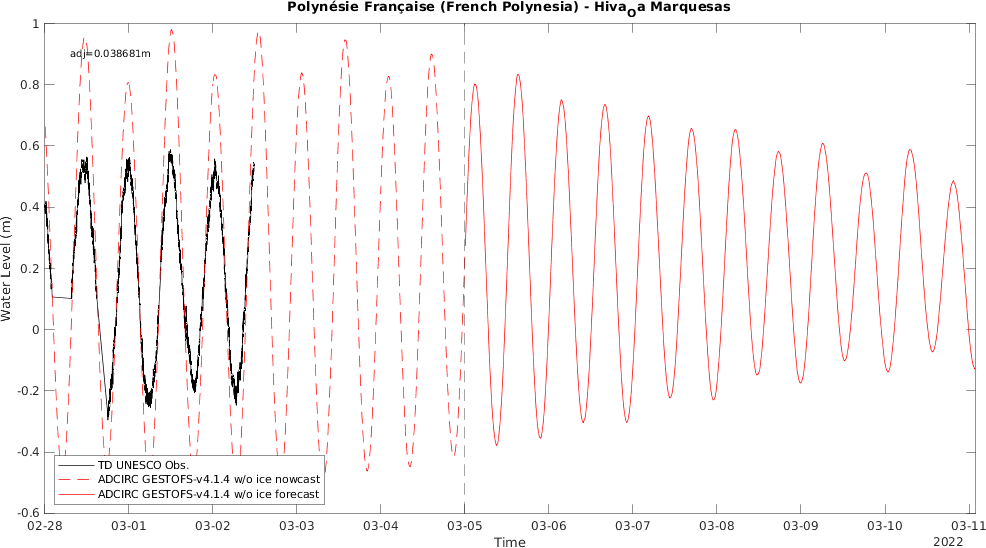 Polynésie Française (French Polynesia) - HivaOa Marquesas
adj=0.038681m
Water Level (m)
1
0.8
0.6
0.4
0.2
0
-0.2
-0.4
-0.6
TD UNESCO Obs.
ADCIRC GESTOFS-v4.1.4 w/o ice nowcast
ADCIRC GESTOFS-v4.1.4 w/o ice forecast
02-28 03-01 03-02 03-03 03-04 03-05 03-06 03-07 03-08 03-09 03-10 03-11
Time
2022